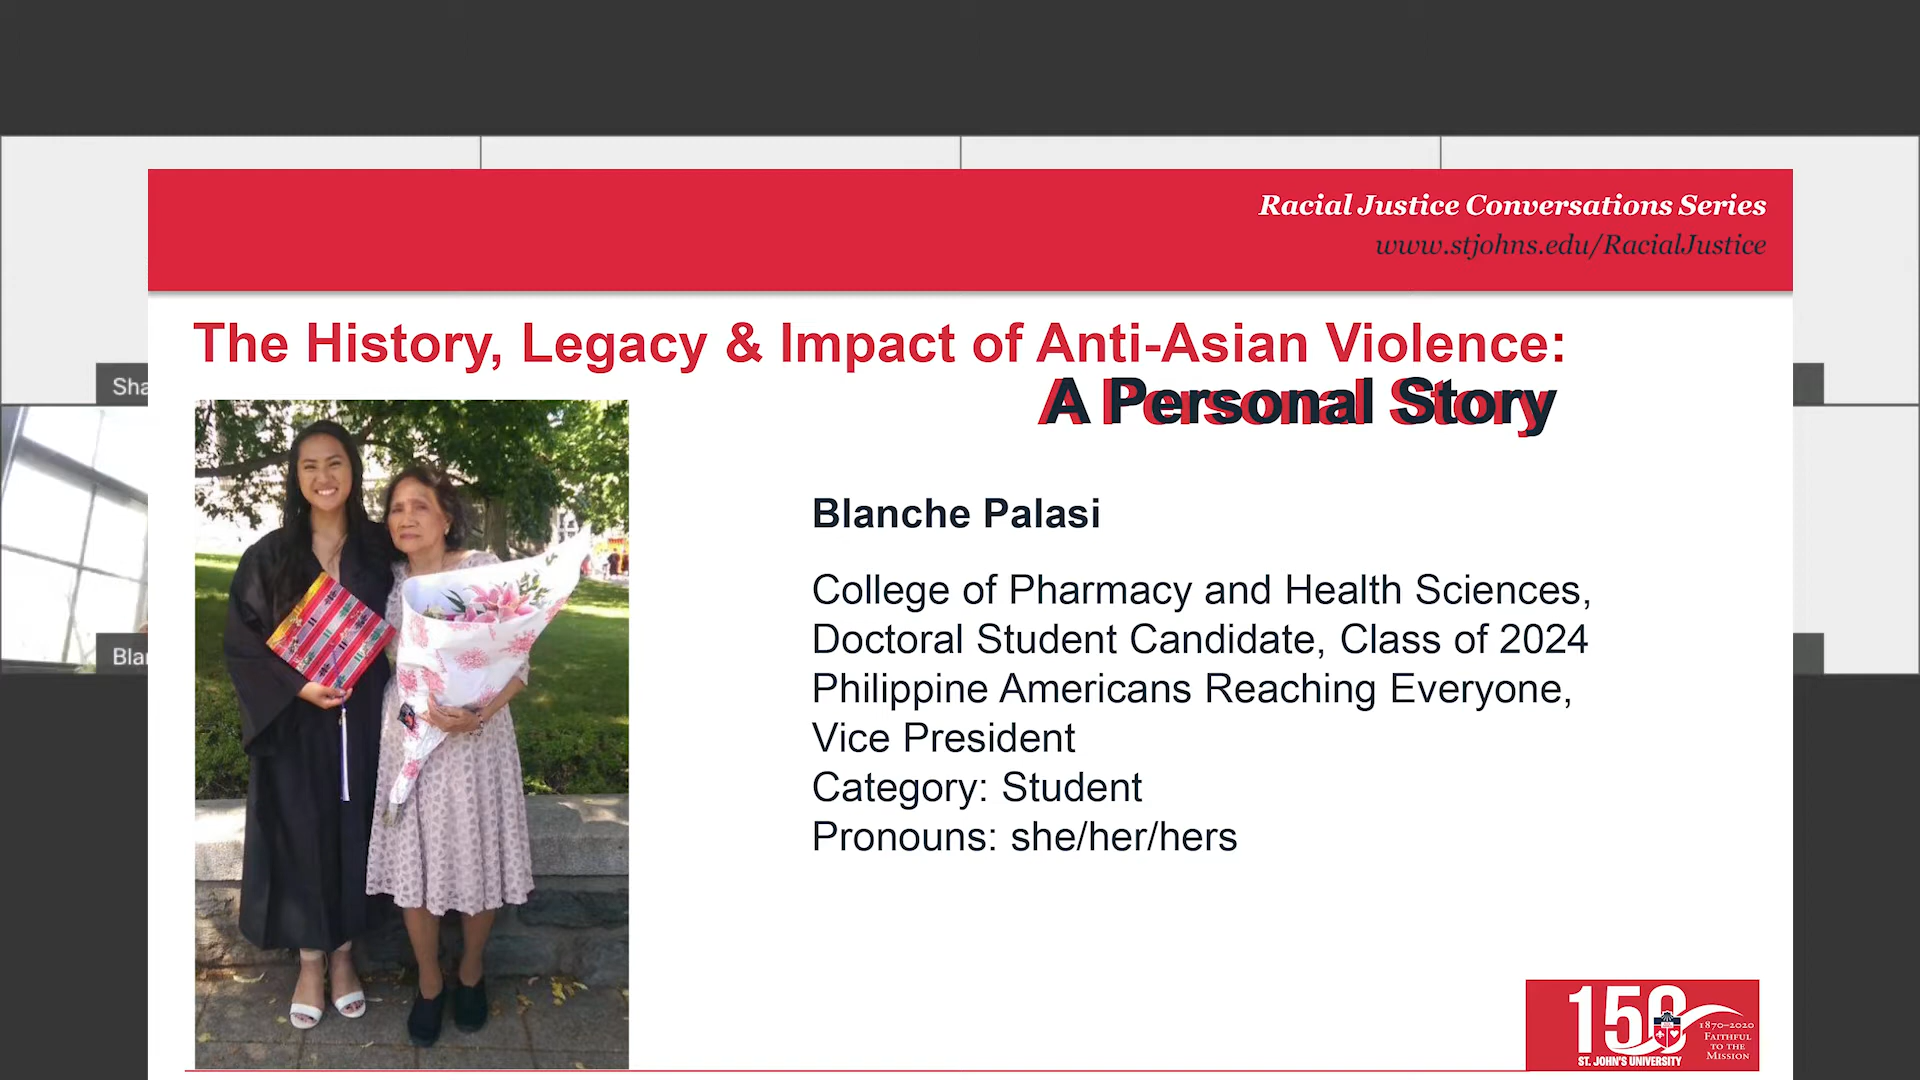 Racial Justice Conversations Series
www.stjohns.edu/RacialJustice
The History, Legacy & Impact of Anti-Asian Violence:
A Personal Story
Sha
Blanche Palasi
College of Pharmacy and Health Sciences,
Doctoral Student Candidate, Class of 2024
Bla
Philippine Americans Reaching Everyone,
Vice President
Category: Student
Pronouns: she/her/hers
150
1870–2020
FAITHFUL
TO THE
MISSION
ST. JOHN'S UNIVERSITY